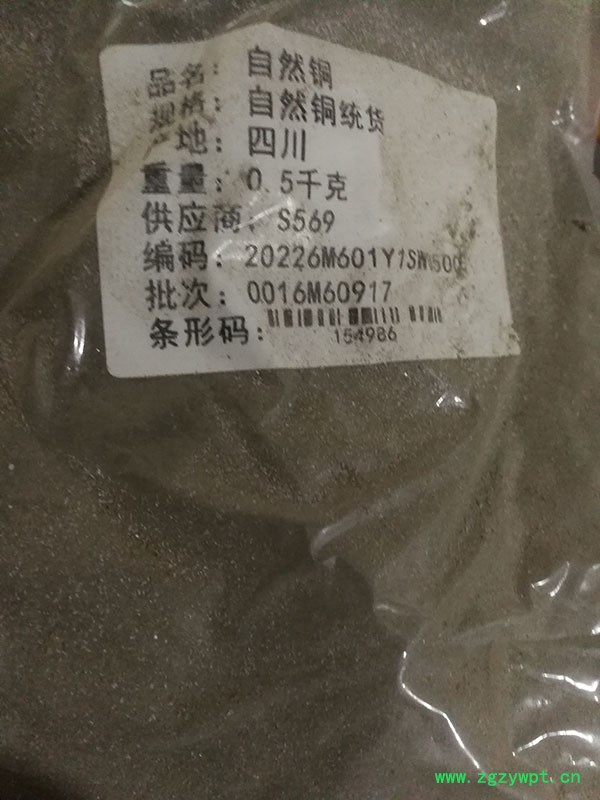 品名: 自然铜
规格: 自然铜统货
地: 四川
重量: 0.5千克
供应商: S569
编码: 20226M601Y1SW500
批次: 0016M60917
条形码:
154986
www.zgzywpt.cn